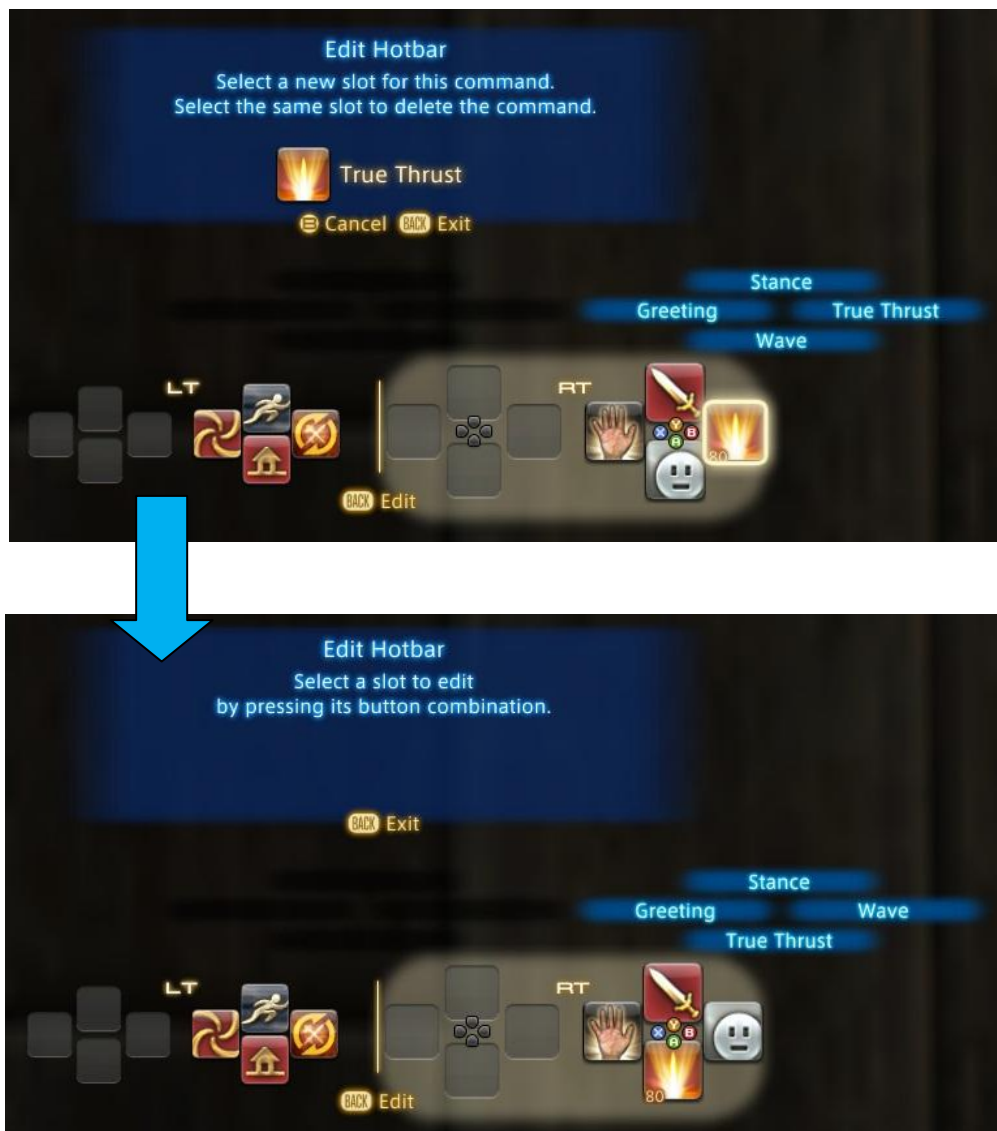 Edit Hotbar
Select a new slot for this command.
Select the same slot to delete the command.
True Thrust
B Cancel BACK Exit
Stance
Greeting True Thrust
Wave
LT RT
X Y B A
80
BACK Edit
Edit Hotbar
Select a slot to edit
by pressing its button combination.
BACK Exit
Stance
Greeting Wave
True Thrust
LT RT
X Y B A
80
BACK Edit